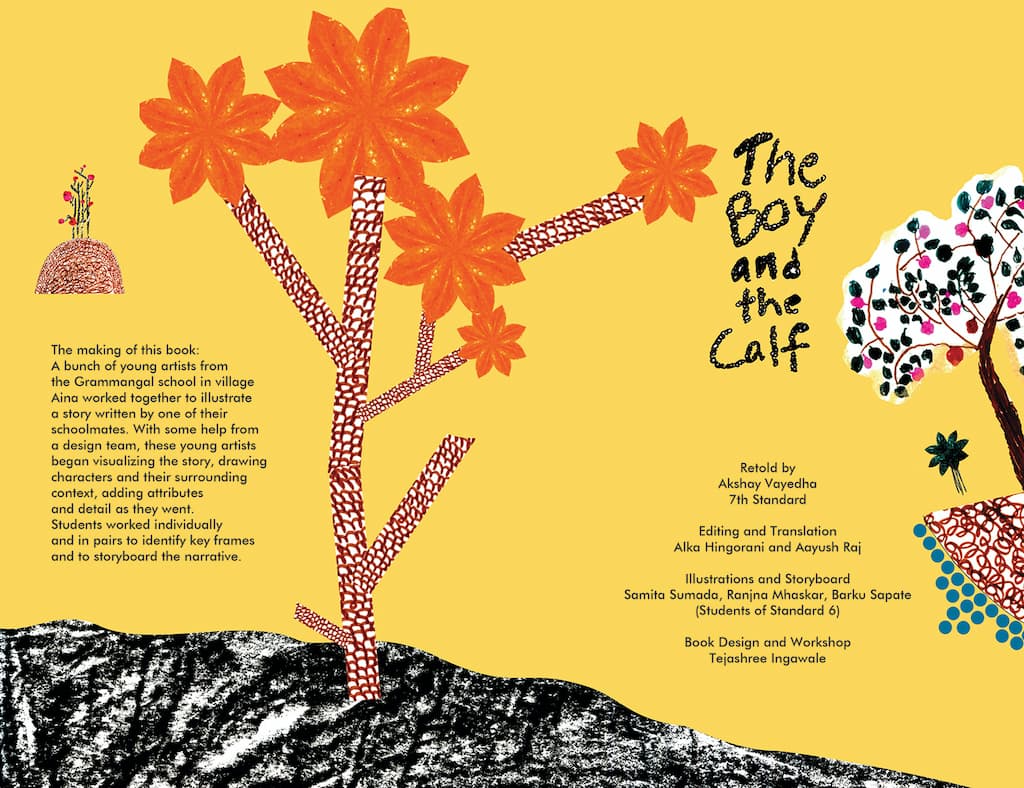 The making of this book:
A bunch of young artists from
the Grammangal school in village
Aina worked together to illustrate
a story written by one of their
schoolmates. With some help from
a design team, these young artists
began visualizing the story, drawing
characters and their surrounding
context, adding attributes
and detail as they went.
Students worked individually
and in pairs to identify key frames
and to storyboard the narrative.
The
Boy
and
the
Calf
Retold by
Akshay Vayedha
7th Standard
Editing and Translation
Alka Hingorani and Aayush Raj
Illustrations and Storyboard
Samita Sumada, Ranjna Mhaskar, Barku Sapate
(Students of Standard 6)
Book Design and Workshop
Tejashree Ingawale